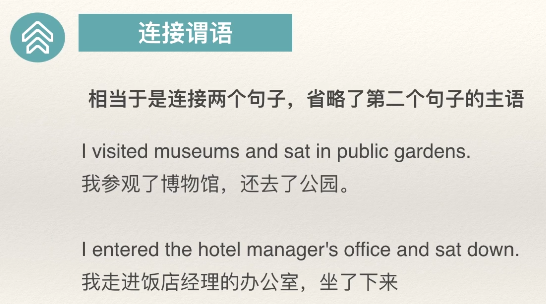 连接谓语
相当于是连接两个句子，省略了第二个句子的主语
I visited museums and sat in public gardens.
我参观了博物馆，还去了公园。
I entered the hotel manager's office and sat down.
我走进饭店经理的办公室，坐了下来